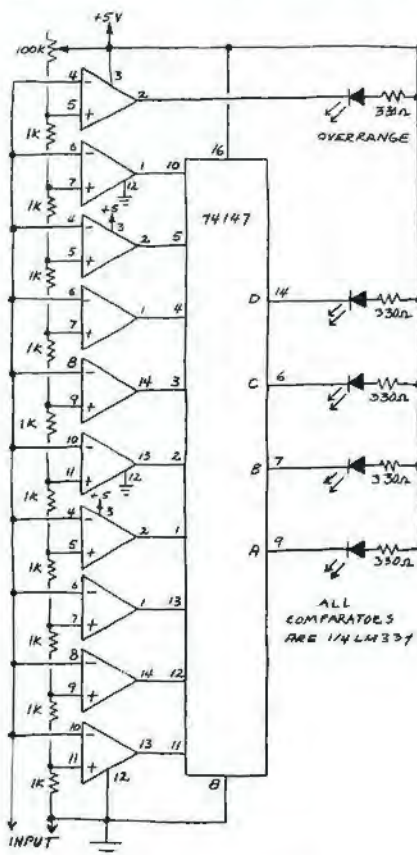 +5V
100K
4 - 3 2
5 +
330Ω
OVERRANGE
1K
6 - 1 10 16
7 + 12
74147
1K
+5
4 - 3 2 5
5 +
1K
6 - 1 4 D 14
7 +
330Ω
1K
8 - 14 3 C 6
9 +
330Ω
1K
10 - 13 2 B 7
11 + 12
330Ω
1K
+5
4 - 3 2 1 A 9
5 +
330Ω
1K
6 - 1 13
7 +
ALL
COMPARATORS
ARE 1/4 LM339
1K
8 - 14 12
9 +
1K
10 - 13 11
11 + 12
1K
8
INPUT